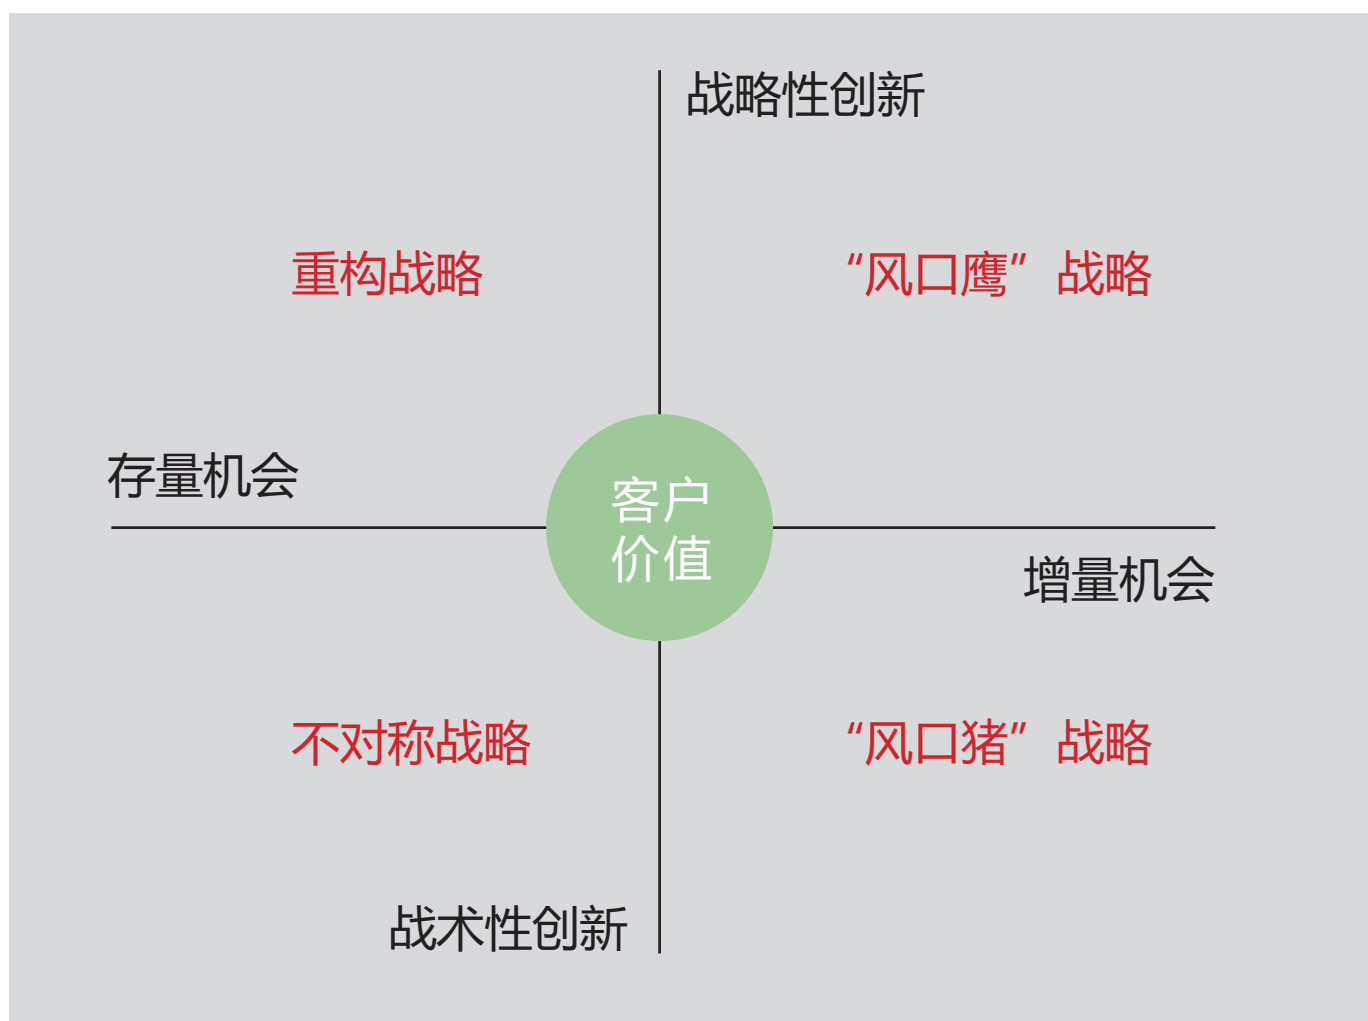 战略性创新
重构战略
“风口鹰”战略
存量机会
客户
价值
增量机会
不对称战略
“风口猪”战略
战术性创新